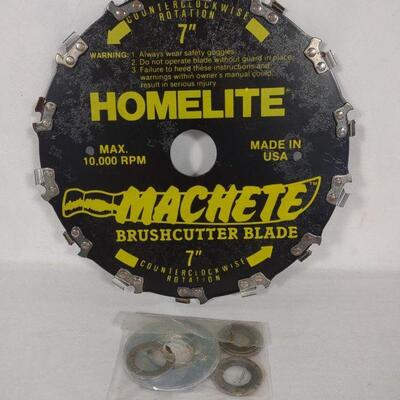 COUNTERCLOCKWISE
ROTATION
7"
WARNING: 1. Always wear safety goggles.
2. Do not operate blade without guard in place.
3. Failure to heed these instructions and
warnings within owner's manual could
result in serious injury
HOMELITE®
MAX.
10,000 RPM
MADE IN
USA
MACHETE™
BRUSHCUTTER BLADE
7"
COUNTERCLOCKWISE
ROTATION